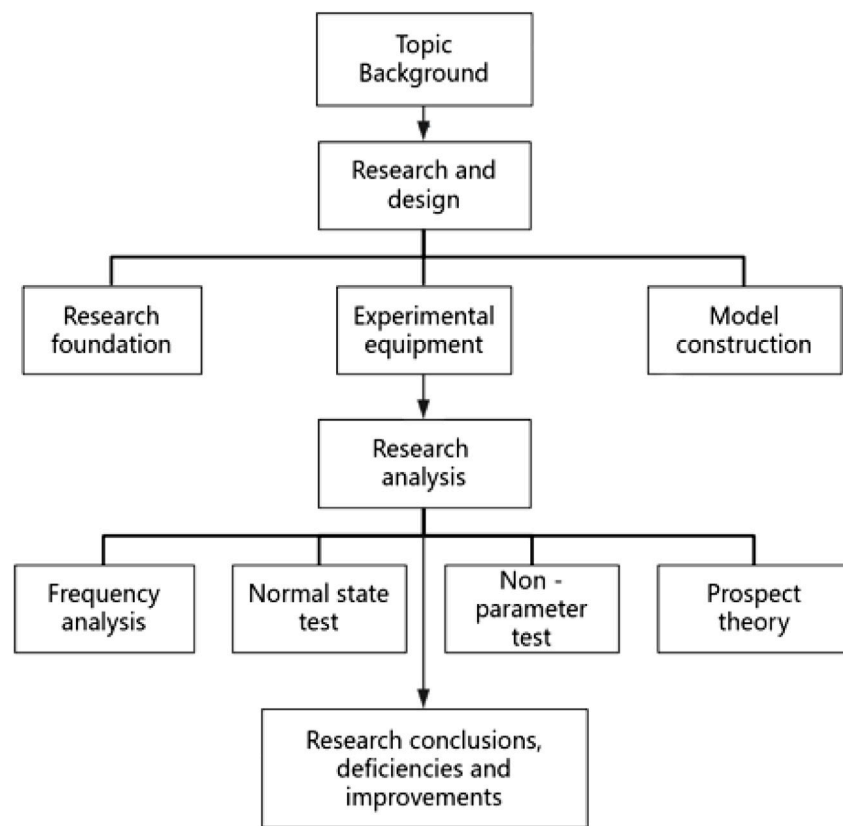 Topic
Background
Research and
design
Research
foundation
Experimental
equipment
Model
construction
Research
analysis
Frequency
analysis
Normal state
test
Non -
parameter
test
Prospect
theory
Research conclusions,
deficiencies and
improvements